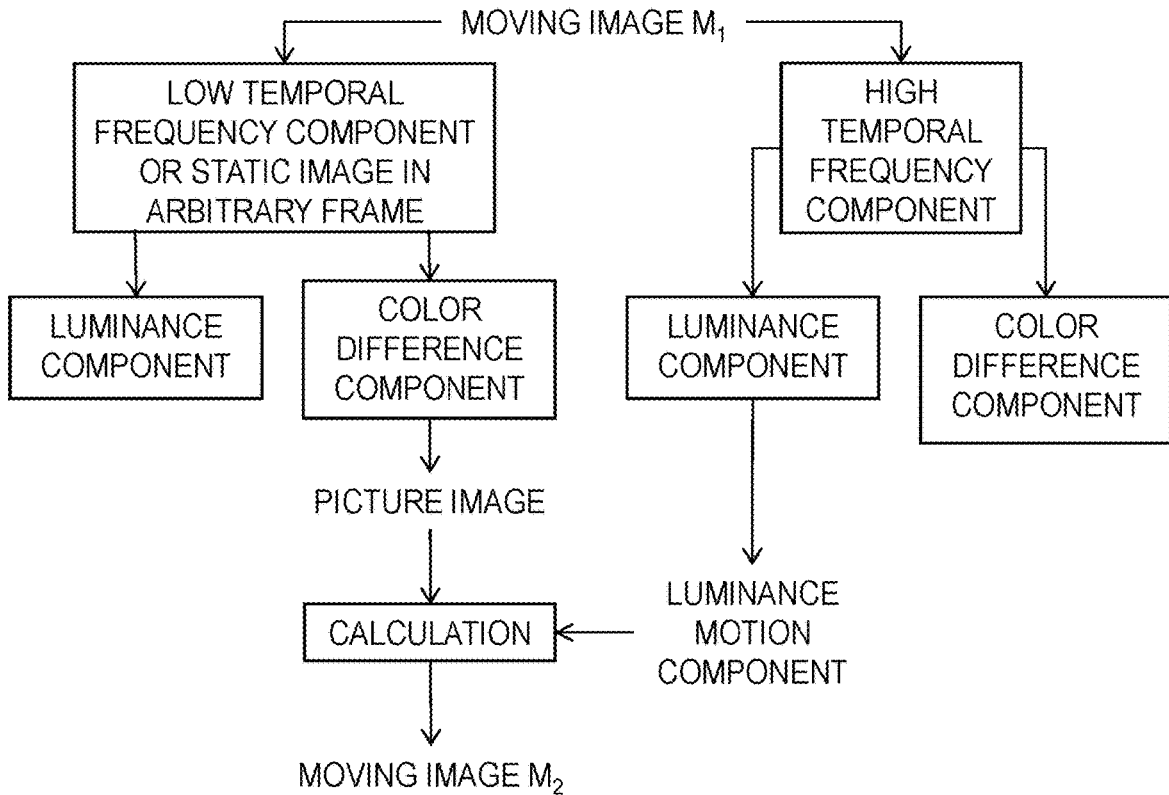 MOVING IMAGE M₁
LOW TEMPORAL
FREQUENCY COMPONENT
OR STATIC IMAGE IN
ARBITRARY FRAME
HIGH
TEMPORAL
FREQUENCY
COMPONENT
LUMINANCE
COMPONENT
COLOR
DIFFERENCE
COMPONENT
LUMINANCE
COMPONENT
COLOR
DIFFERENCE
COMPONENT
PICTURE IMAGE
LUMINANCE
MOTION
COMPONENT
CALCULATION
MOVING IMAGE M₂